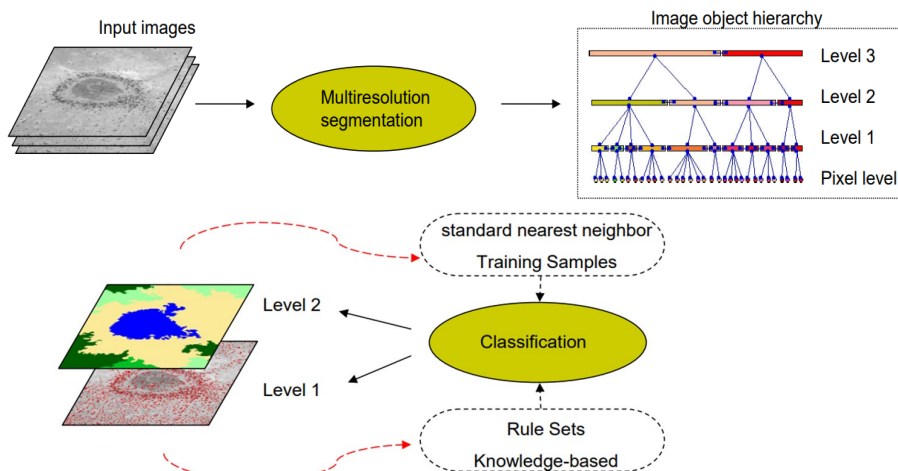 Input images
Image object hierarchy
Multiresolution
segmentation
Level 3
Level 2
Level 1
Pixel level
standard nearest neighbor
Training Samples
Level 2
Classification
Level 1
Rule Sets
Knowledge-based